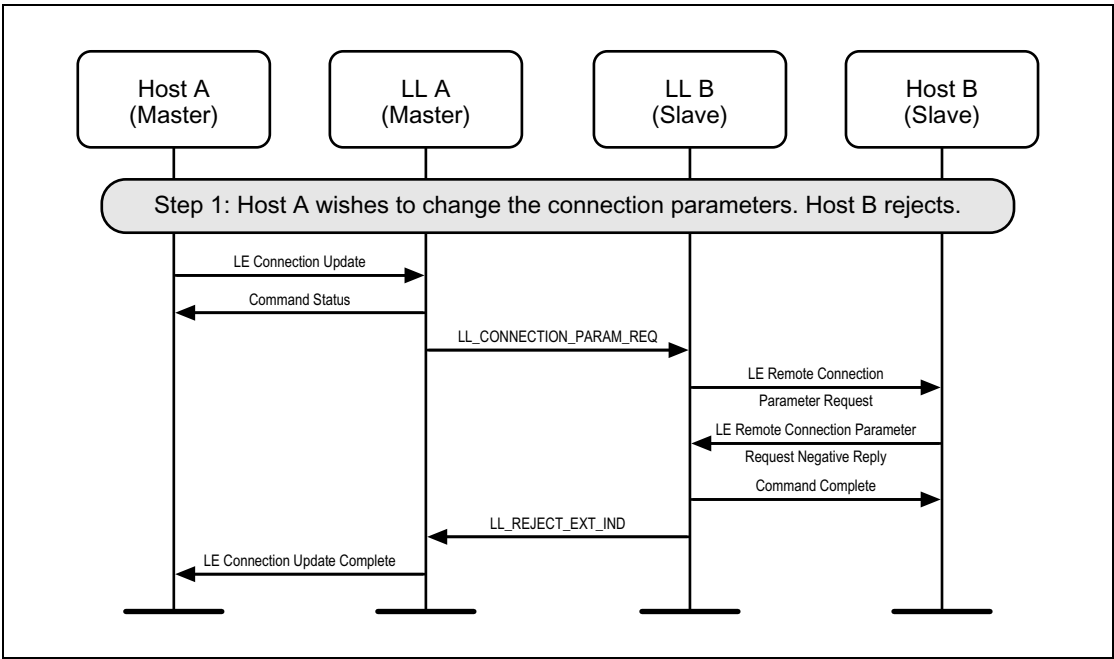 Host A
(Master)
LL A
(Master)
LL B
(Slave)
Host B
(Slave)
Step 1: Host A wishes to change the connection parameters. Host B rejects.
LE Connection Update
Command Status
LL_CONNECTION_PARAM_REQ
LE Remote Connection
Parameter Request
LE Remote Connection Parameter
Request Negative Reply
Command Complete
LL_REJECT_EXT_IND
LE Connection Update Complete